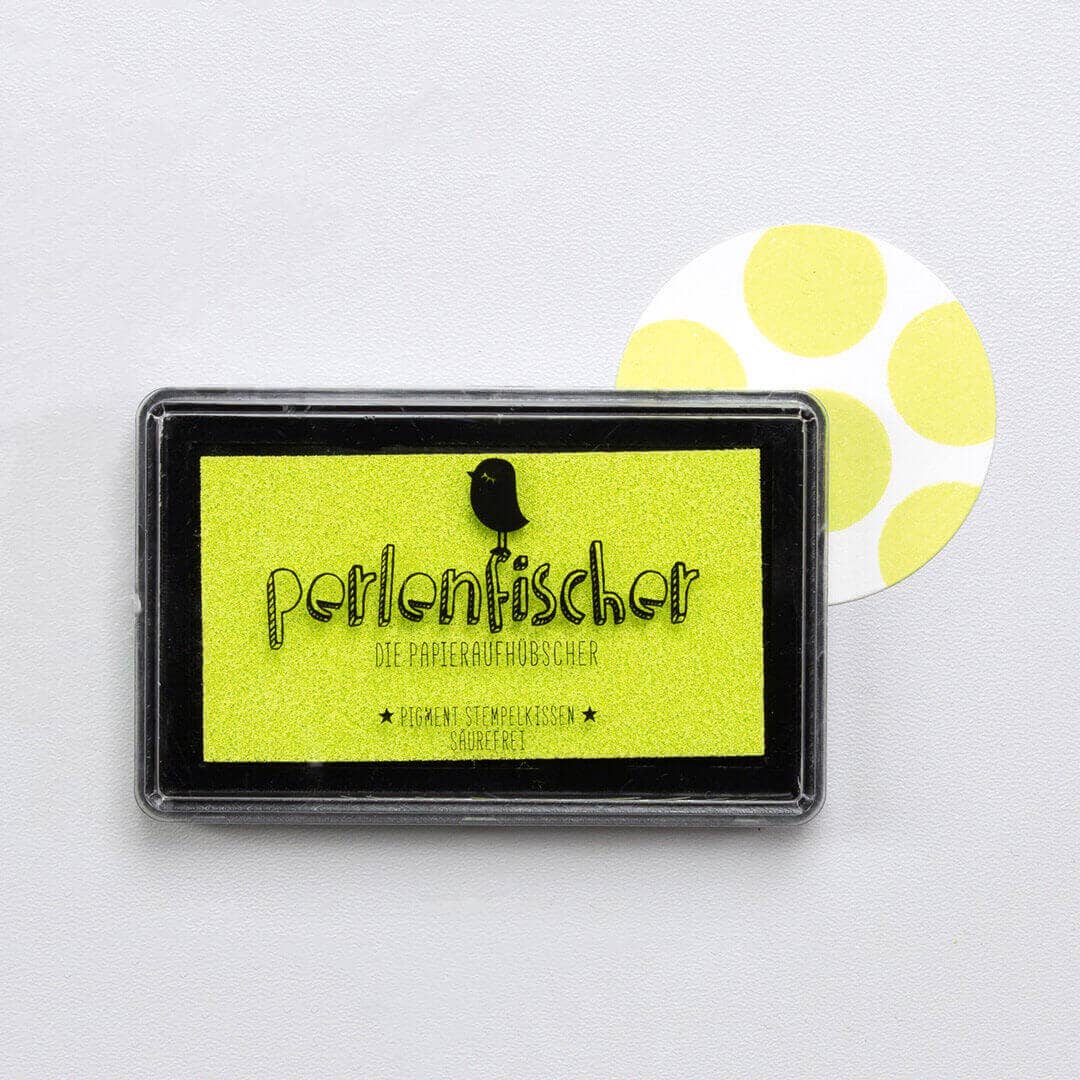 perlenfischer
DIE PAPIERAUFHÜBSCHER
★ PIGMENT STEMPELKISSEN ★
SÄUREFREI